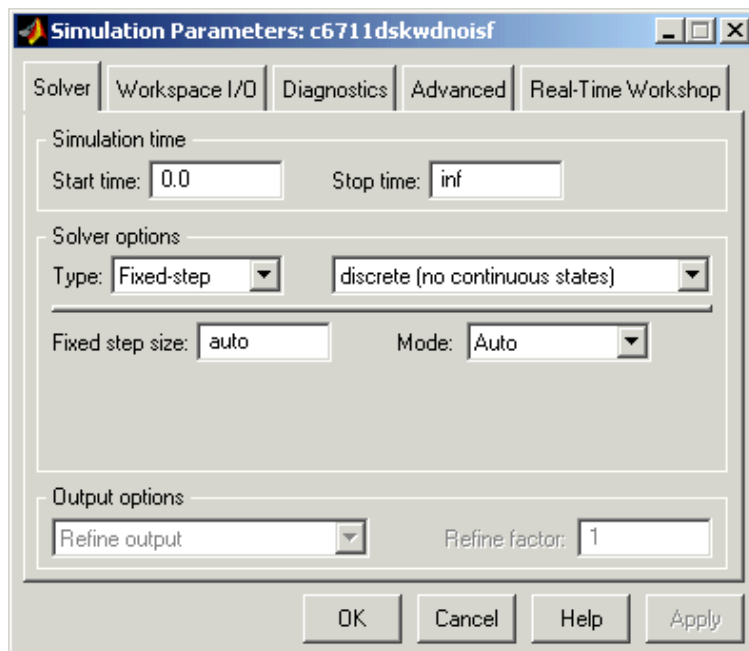 Simulation Parameters: c6711dskwdnoisf
Solver Workspace I/O Diagnostics Advanced Real-Time Workshop
Simulation time
Start time: 0.0 Stop time: inf
Solver options
Type: Fixed-step discrete (no continuous states)
Fixed step size: auto Mode: Auto
Output options
Refine output Refine factor: 1
OK Cancel Help Apply